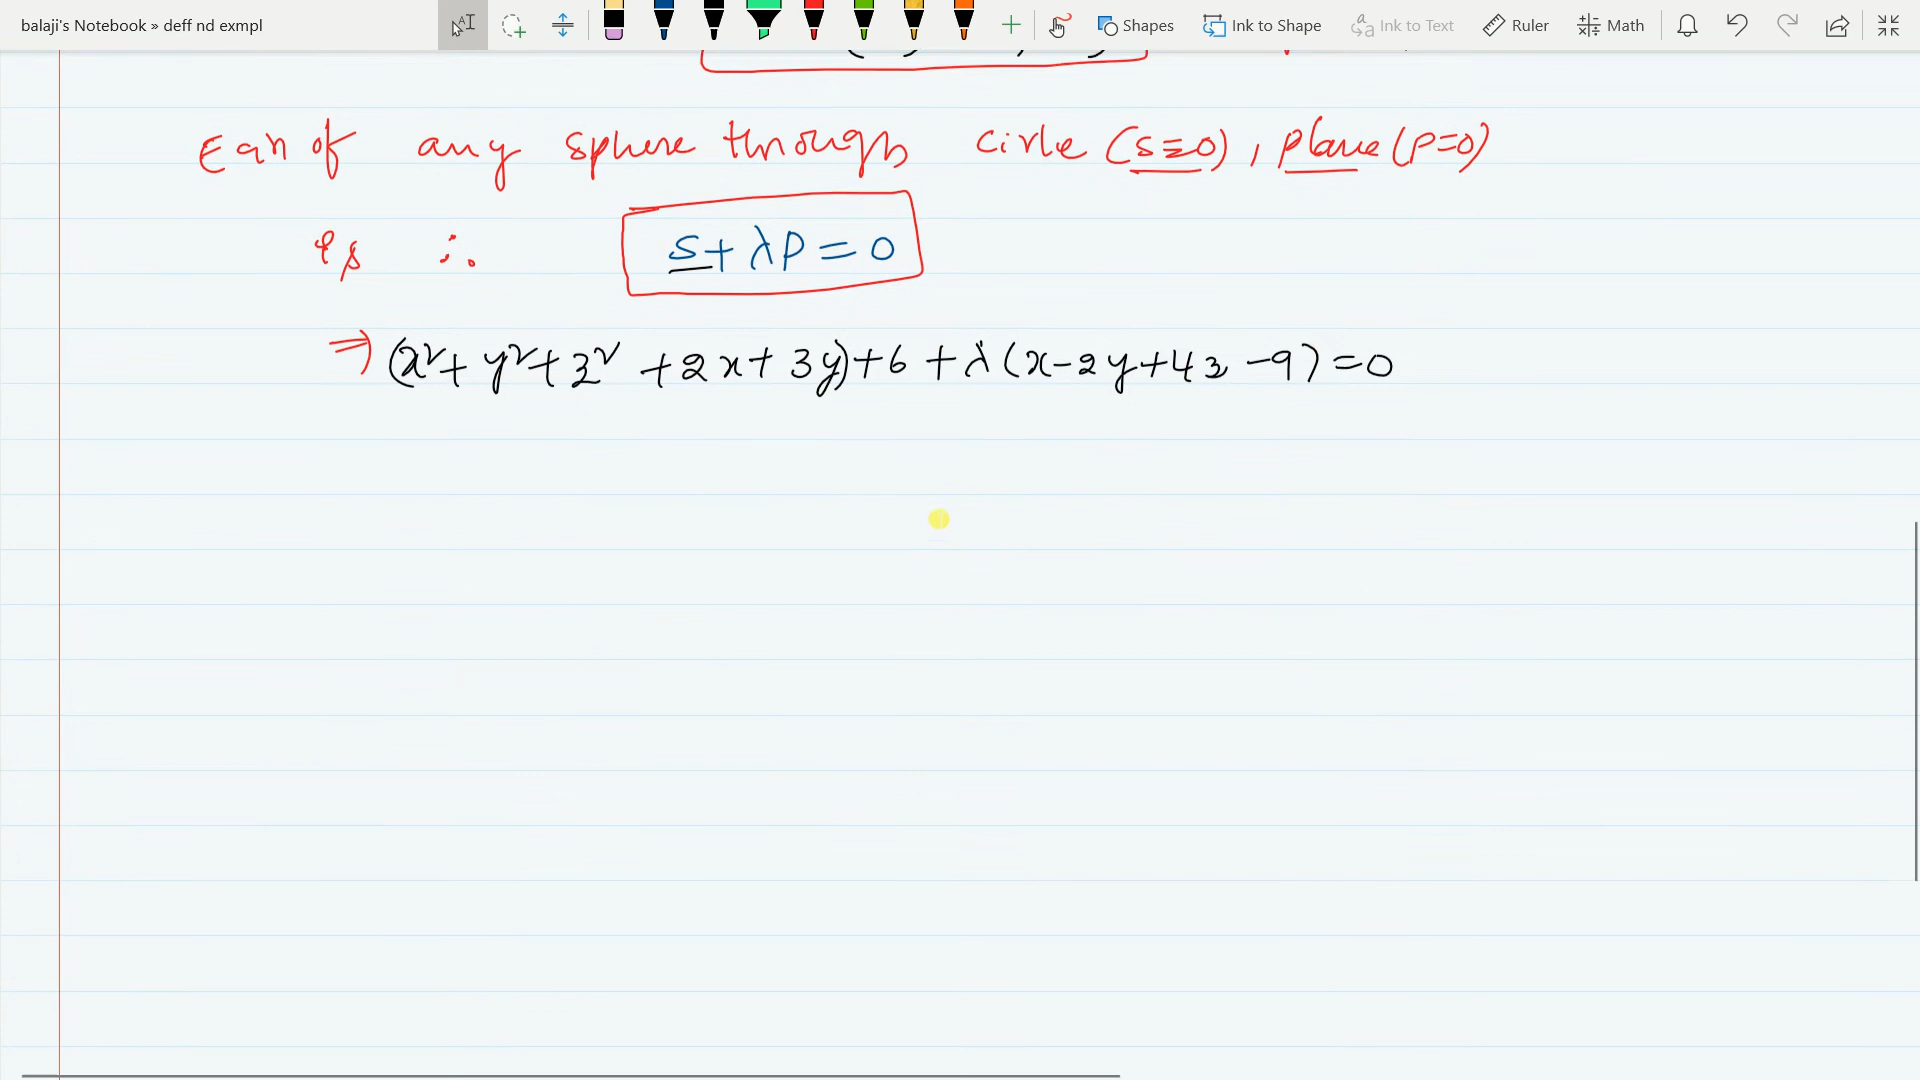 balaji's Notebook » deff nd exmpl
Shapes Ink to Shape Ink to Text Ruler Math
Eqn of any sphere through cirle (S=0), plane (P=0)
is ∴ S+λP=0
⇒ (x²+y²+z²+2x+3y)+6+λ(x-2y+4z-9)=0